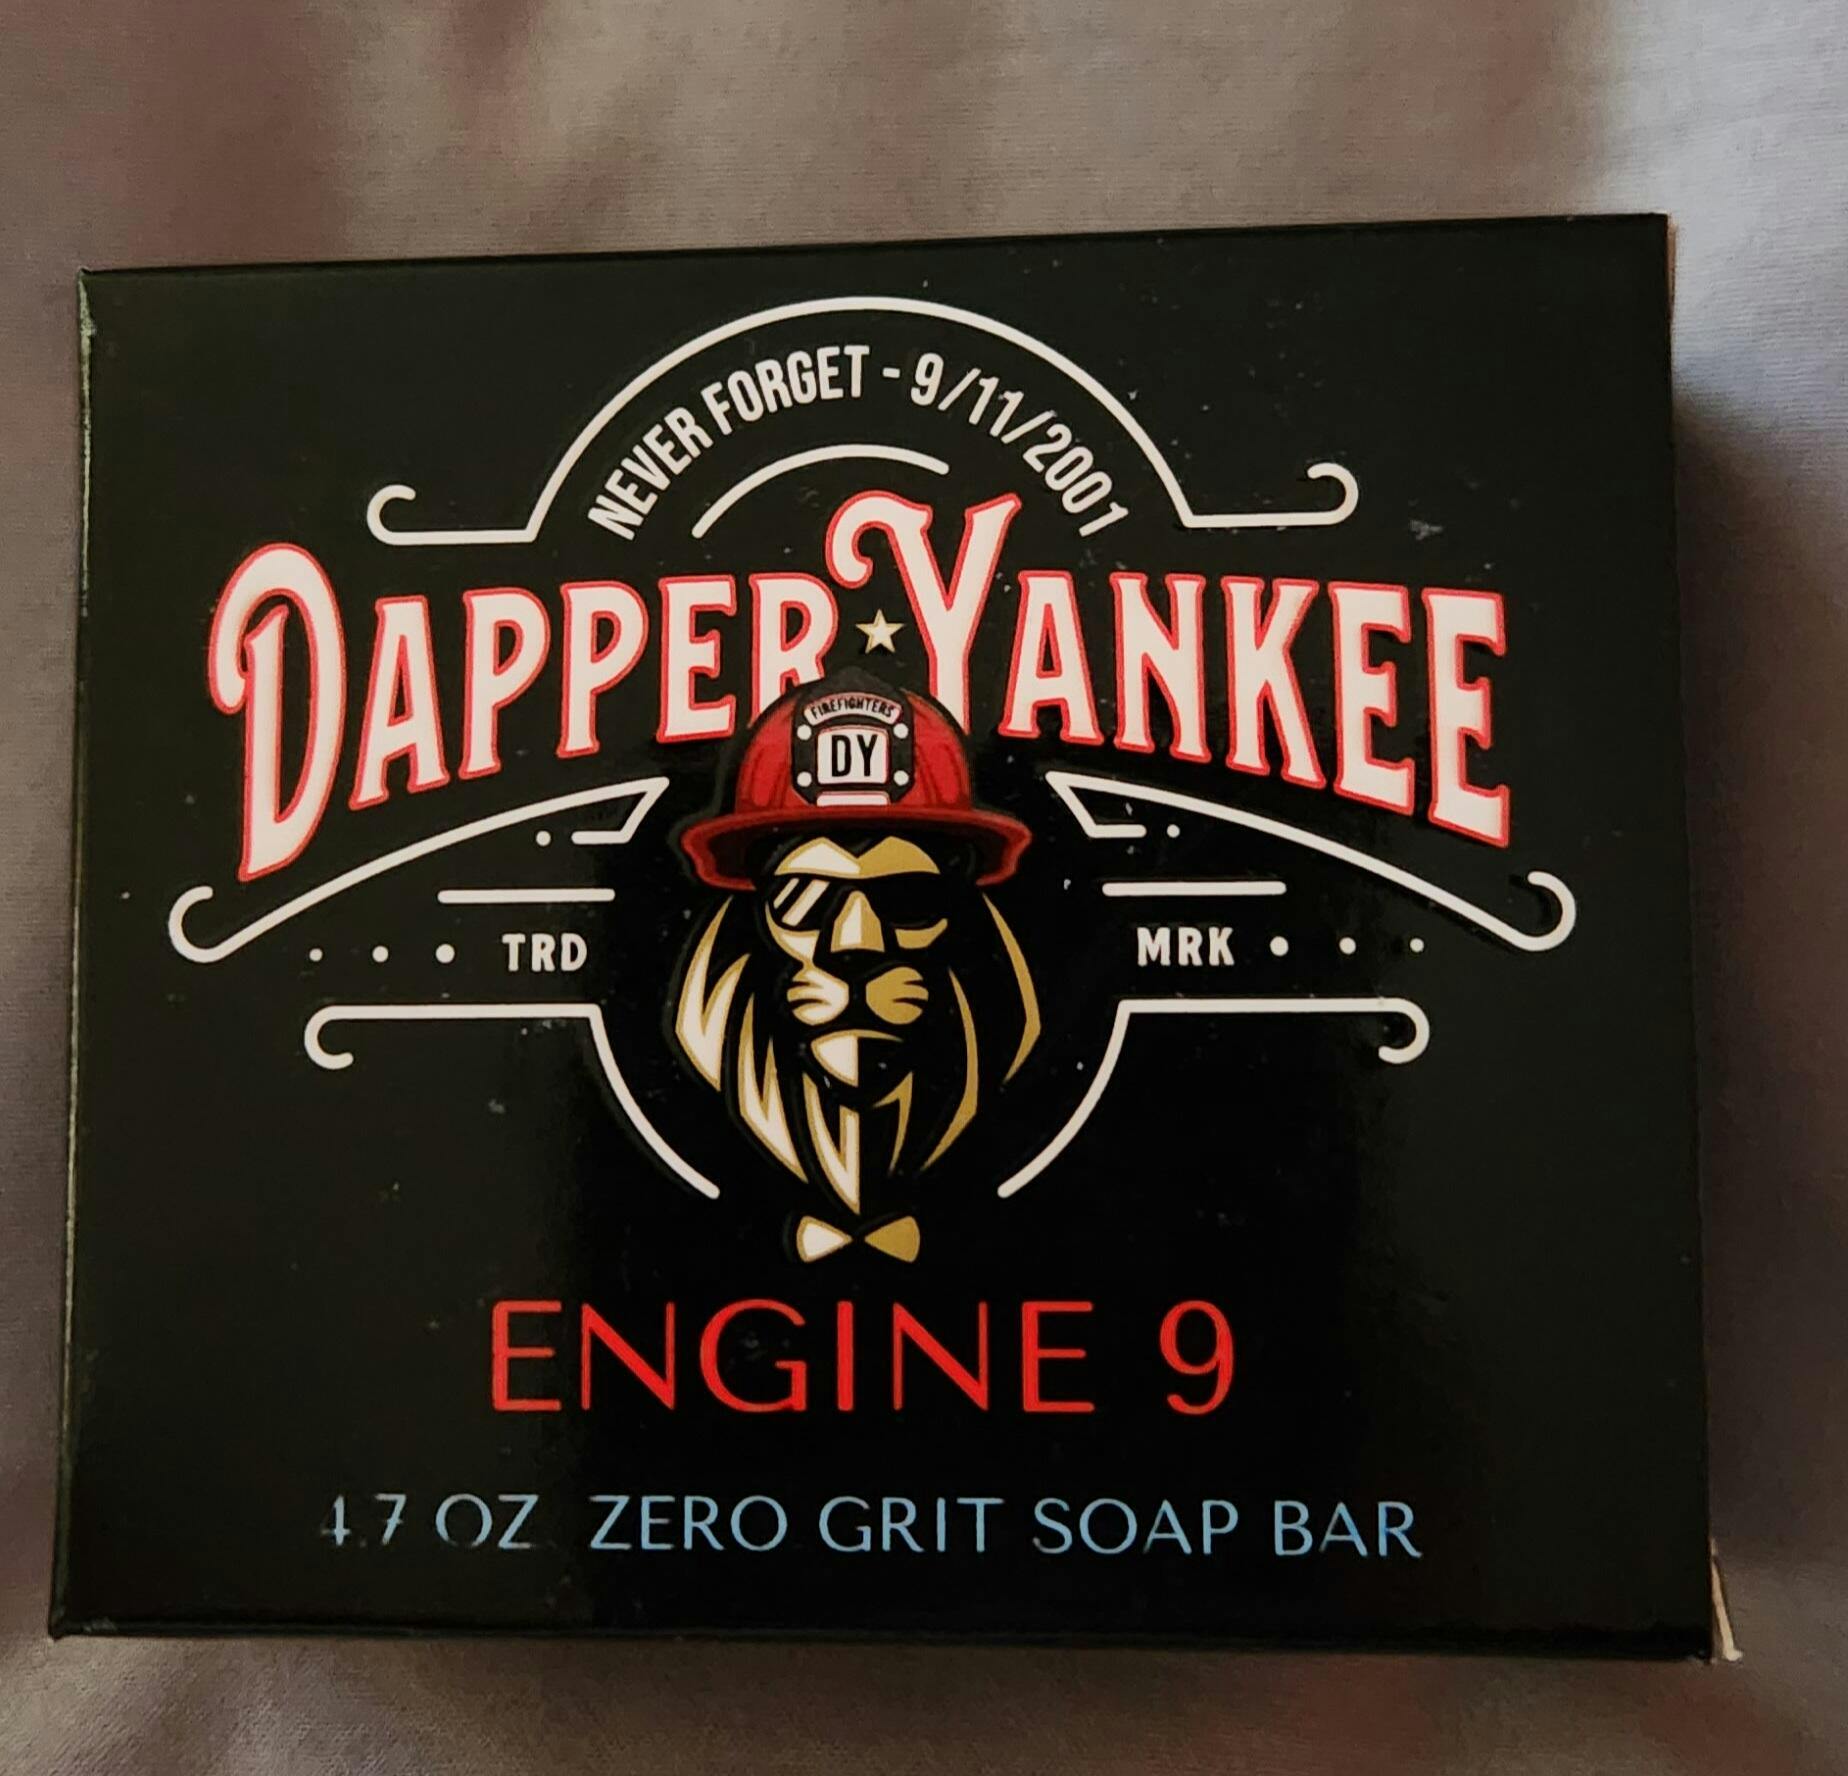 NEVER FORGET - 9/11/2001
DAPPER YANKEE
FIREFIGHTERS
DY
TRD MRK
ENGINE 9
4.7 OZ ZERO GRIT SOAP BAR